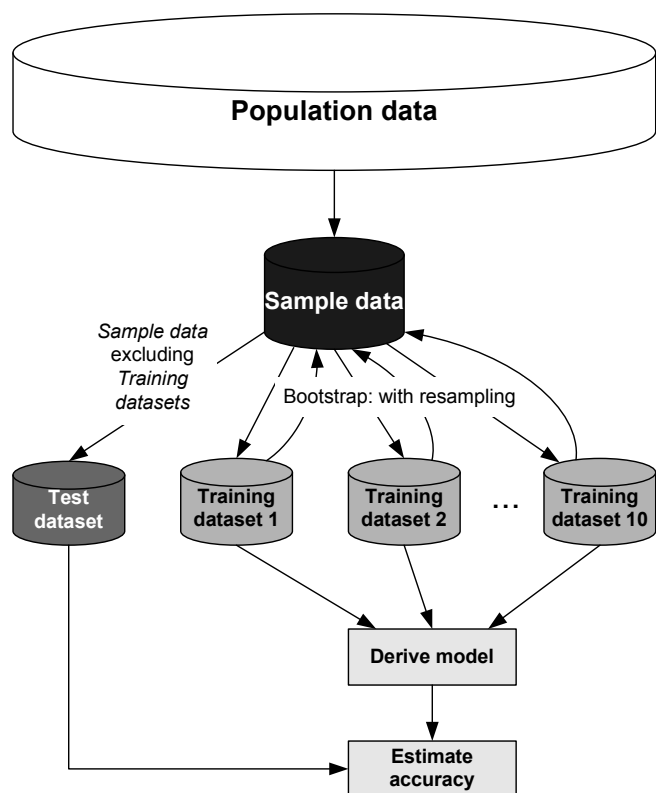 Population data
Sample data
Sample data
excluding
Training
datasets
Bootstrap: with resampling
Test
dataset
Training
dataset 1
Training
dataset 2
...
Training
dataset 10
Derive model
Estimate
accuracy